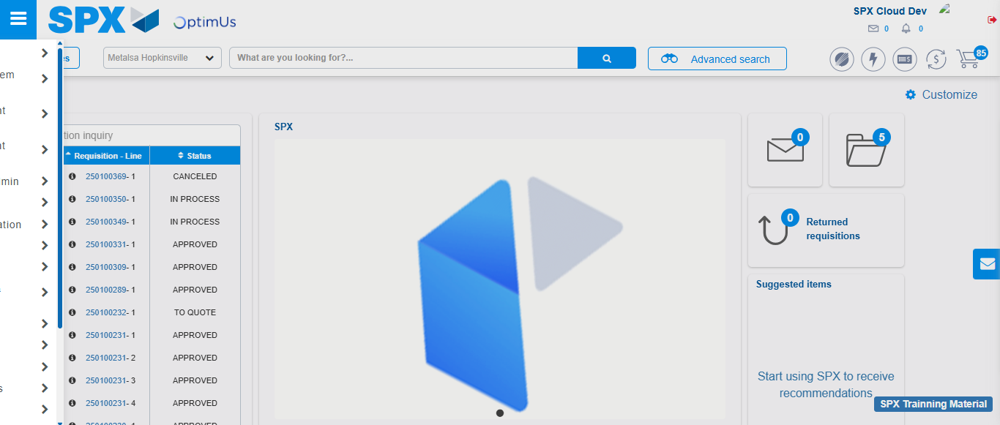 SPX OptimUs
SPX Cloud Dev
0 0
es
Metalsa Hopkinsville
What are you looking for?...
Advanced search
85
em
nt
nt
min
ation
s
Customize
tion inquiry
Requisition - Line Status
250100369- 1 CANCELED
250100350- 1 IN PROCESS
250100349- 1 IN PROCESS
250100331- 1 APPROVED
250100309- 1 APPROVED
250100289- 1 APPROVED
250100232- 1 TO QUOTE
250100231- 1 APPROVED
250100231- 2 APPROVED
250100231- 3 APPROVED
250100231- 4 APPROVED
SPX
0
5
0
Returned
requisitions
Suggested items
Start using SPX to receive
recommendations
SPX Trainning Material